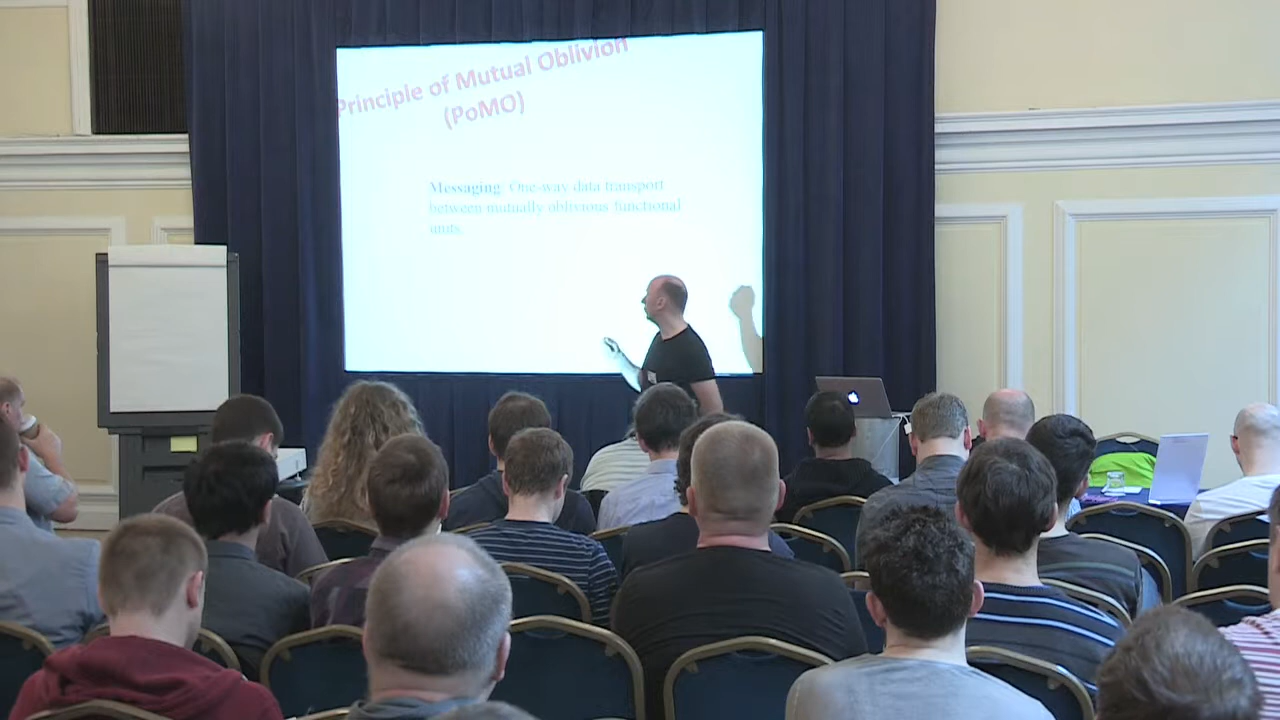 Principle of Mutual Oblivion
(PoMO)
Messaging: One-way data transport
between mutually oblivious functional
units.